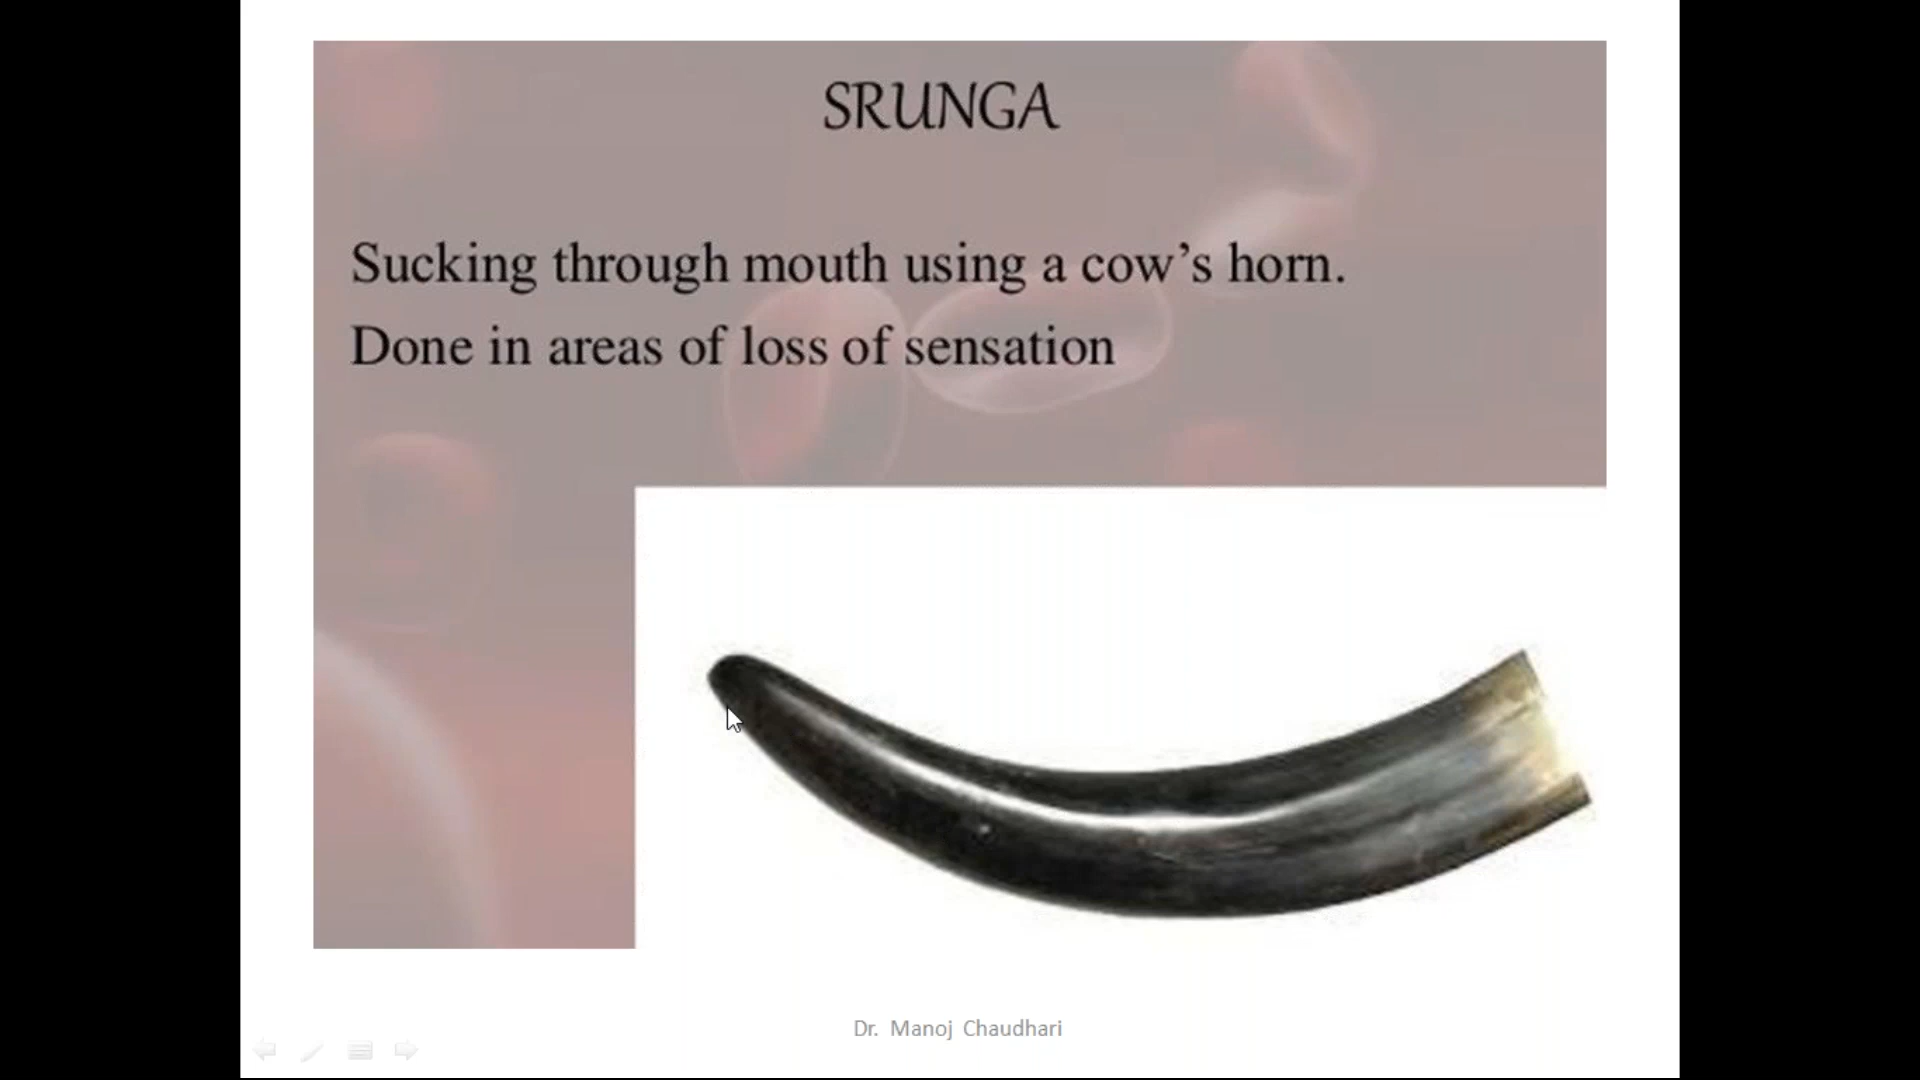 SRUNGA
Sucking through mouth using a cow’s horn.
Done in areas of loss of sensation
Dr. Manoj Chaudhari